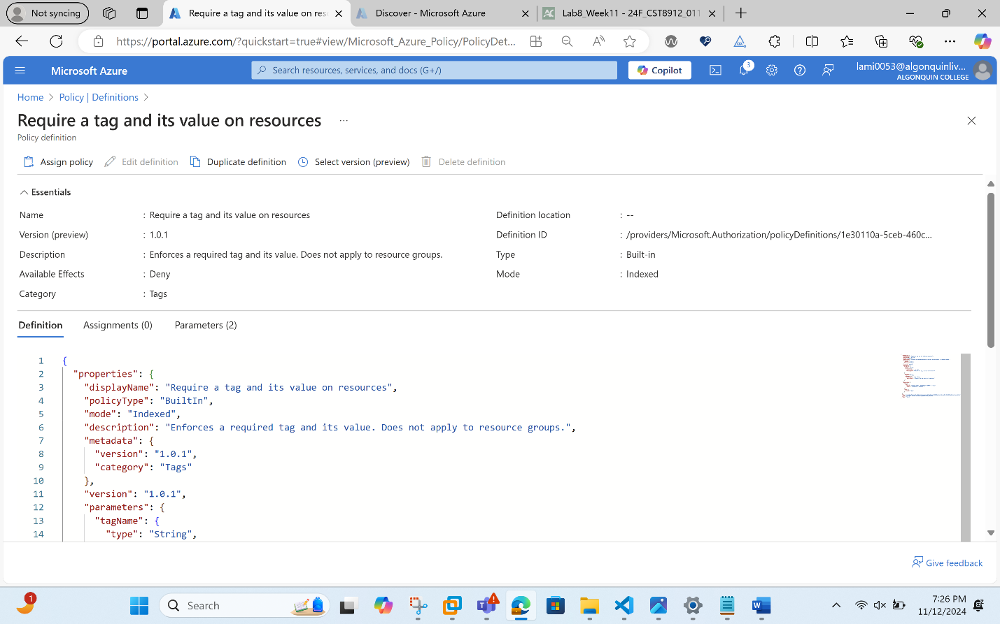 Not syncing
Require a tag and its value on res
Discover - Microsoft Azure
Lab8_Week11 - 24F_CST8912_011
https://portal.azure.com/?quickstart=true#view/Microsoft_Azure_Policy/PolicyDet...
Microsoft Azure
Search resources, services, and docs (G+/)
Copilot
3
lami0053@algonquinliv...
ALGONQUIN COLLEGE
Home > Policy | Definitions >
Require a tag and its value on resources ...
Policy definition
Assign policy Edit definition Duplicate definition Select version (preview) Delete definition
Essentials
Name : Require a tag and its value on resources
Definition location : --
Version (preview) : 1.0.1
Definition ID : /providers/Microsoft.Authorization/policyDefinitions/1e30110a-5ceb-460c...
Description : Enforces a required tag and its value. Does not apply to resource groups.
Type : Built-in
Available Effects : Deny
Mode : Indexed
Category : Tags
Definition Assignments (0) Parameters (2)
1 {
2 "properties": {
3 "displayName": "Require a tag and its value on resources",
4 "policyType": "BuiltIn",
5 "mode": "Indexed",
6 "description": "Enforces a required tag and its value. Does not apply to resource groups.",
7 "metadata": {
8 "version": "1.0.1",
9 "category": "Tags"
10 },
11 "version": "1.0.1",
12 "parameters": {
13 "tagName": {
14 "type": "String",
Give feedback
1
Search
7:26 PM
11/12/2024